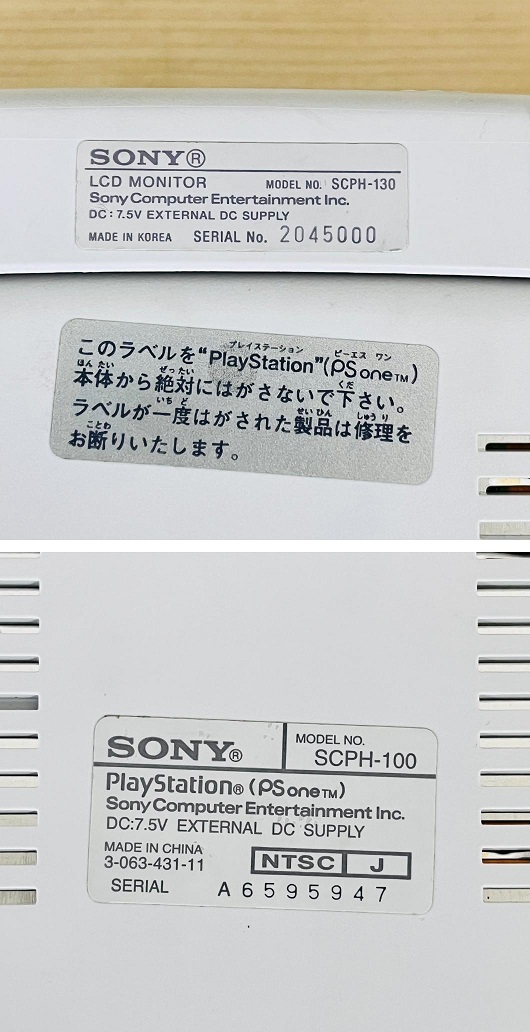 SONY®
LCD MONITOR MODEL NO. SCPH-130
Sony Computer Entertainment Inc.
DC : 7.5V EXTERNAL DC SUPPLY
MADE IN KOREA SERIAL No. 2045000
プレイステーション ピーエス ワン
このラベルを“PlayStation”(PS one™)
ほん たい ぜったい くだ
本体から絶対にはがさないで下さい。
いち ど せい ひん しゅう り
ラベルが一度はがされた製品は修理を
ことわ
お断りいたします。
SONY® MODEL NO.
SCPH-100
PlayStation® (PS one™)
Sony Computer Entertainment Inc.
DC:7.5V EXTERNAL DC SUPPLY
MADE IN CHINA
3-063-431-11 NTSC J
SERIAL A6595947